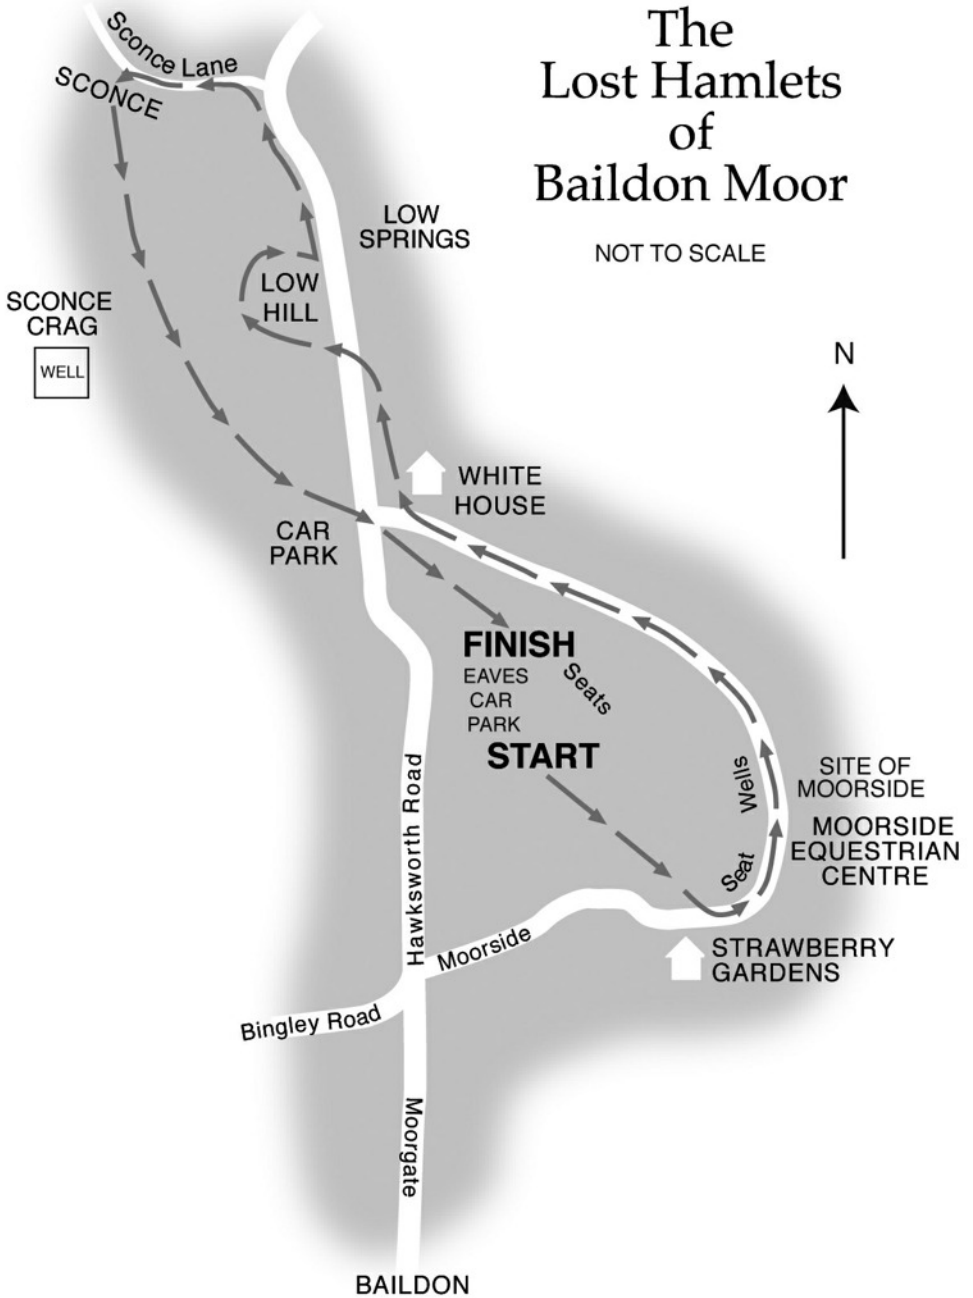 The
Lost Hamlets
of
Baildon Moor
NOT TO SCALE
N
Sconce Lane
SCONCE
LOW
SPRINGS
LOW
HILL
SCONCE
CRAG
WELL
WHITE
HOUSE
CAR
PARK
FINISH
EAVES
CAR
PARK
Seats
START
Hawksworth Road
Wells
SITE OF
MOORSIDE
MOORSIDE
EQUESTRIAN
CENTRE
Seat
STRAWBERRY
GARDENS
Moorside
Bingley Road
Moorgate
BAILDON